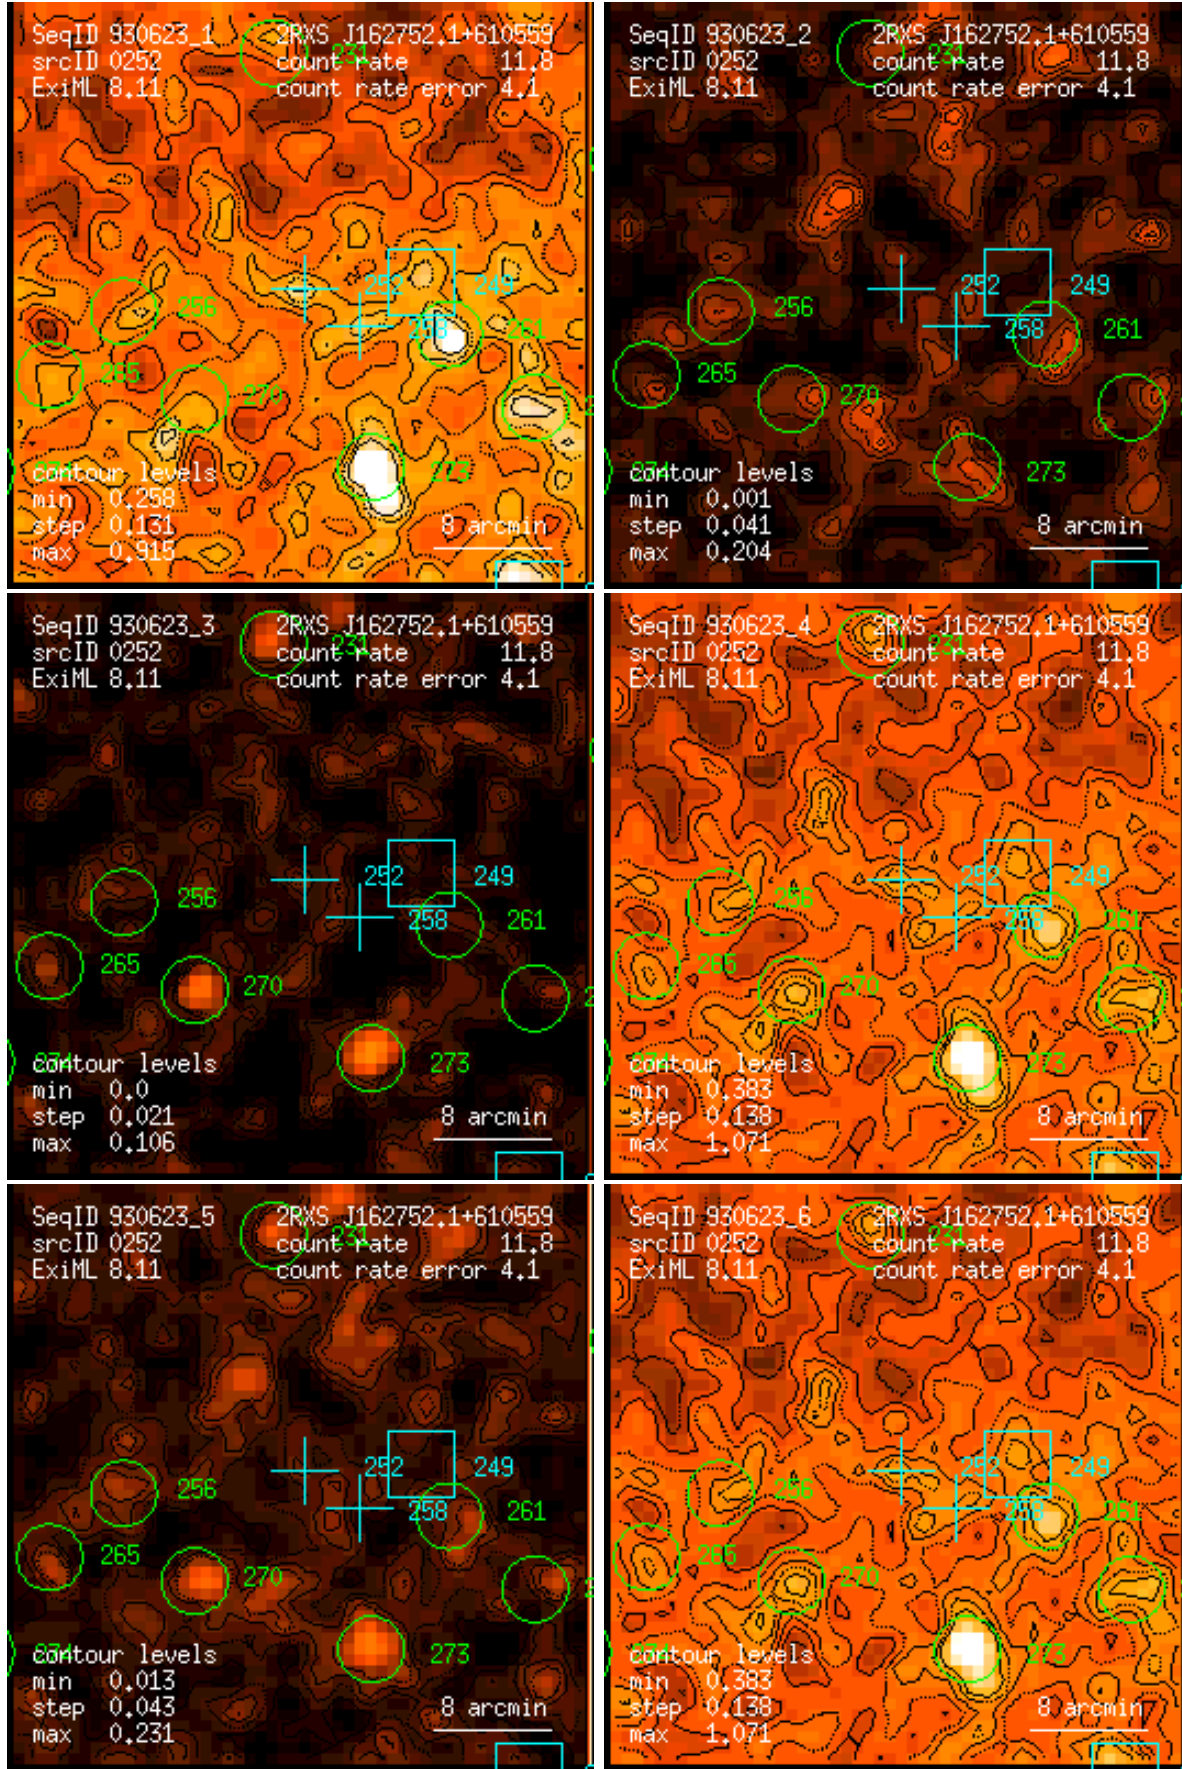 SeqID 930623_1 2RXS J162752.1+610559
srcID 0252 231 count rate 11.8
ExiML 8.11 count rate error 4.1
252 249
256
258 261
265
270
273
274
contour levels
min 0.258
step 0.131
max 0.915
8 arcmin
SeqID 930623_2 2RXS J162752.1+610559
srcID 0252 231 count rate 11.8
ExiML 8.11 count rate error 4.1
252 249
256
258 261
265
270
273
274
contour levels
min 0.001
step 0.041
max 0.204
8 arcmin
SeqID 930623_3 2RXS J162752.1+610559
srcID 0252 231 count rate 11.8
ExiML 8.11 count rate error 4.1
252 249
256
258 261
265
270
273
274
contour levels
min 0.0
step 0.021
max 0.106
8 arcmin
SeqID 930623_4 2RXS J162752.1+610559
srcID 0252 231 count rate 11.8
ExiML 8.11 count rate error 4.1
252 249
256
258 261
265
270
273
274
contour levels
min 0.383
step 0.138
max 1.071
8 arcmin
SeqID 930623_5 2RXS J162752.1+610559
srcID 0252 231 count rate 11.8
ExiML 8.11 count rate error 4.1
252 249
256
258 261
265
270
273
274
contour levels
min 0.013
step 0.043
max 0.231
8 arcmin
SeqID 930623_6 2RXS J162752.1+610559
srcID 0252 231 count rate 11.8
ExiML 8.11 count rate error 4.1
252 249
256
258 261
265
270
273
274
contour levels
min 0.383
step 0.138
max 1.071
8 arcmin